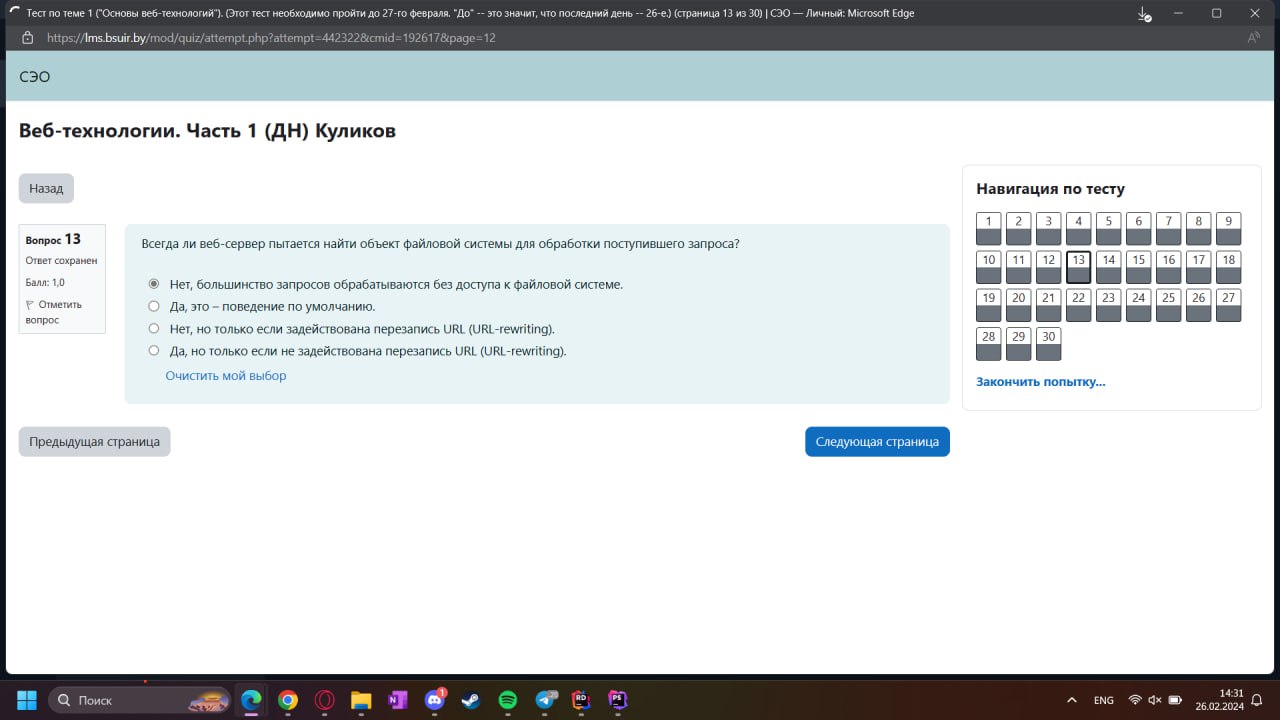 Тест по теме 1 ("Основы веб-технологий"). (Этот тест необходимо пройти до 27-го февраля. "До" -- это значит, что последний день -- 26-е.) (страница 13 из 30) | СЭО — Личный: Microsoft Edge
https://lms.bsuir.by/mod/quiz/attempt.php?attempt=442322&cmid=192617&page=12
СЭО
Веб-технологии. Часть 1 (ДН) Куликов
Назад
Вопрос 13
Ответ сохранен
Балл: 1,0
Отметить
вопрос
Всегда ли веб-сервер пытается найти объект файловой системы для обработки поступившего запроса?
Нет, большинство запросов обрабатываются без доступа к файловой системе.
Да, это – поведение по умолчанию.
Нет, но только если задействована перезапись URL (URL-rewriting).
Да, но только если не задействована перезапись URL (URL-rewriting).
Очистить мой выбор
Предыдущая страница
Следующая страница
Навигация по тесту
1 2 3 4 5 6 7 8 9
10 11 12 13 14 15 16 17 18
19 20 21 22 23 24 25 26 27
28 29 30
Закончить попытку...
Поиск
1
RD
PS
ENG
14:31
26.02.2024